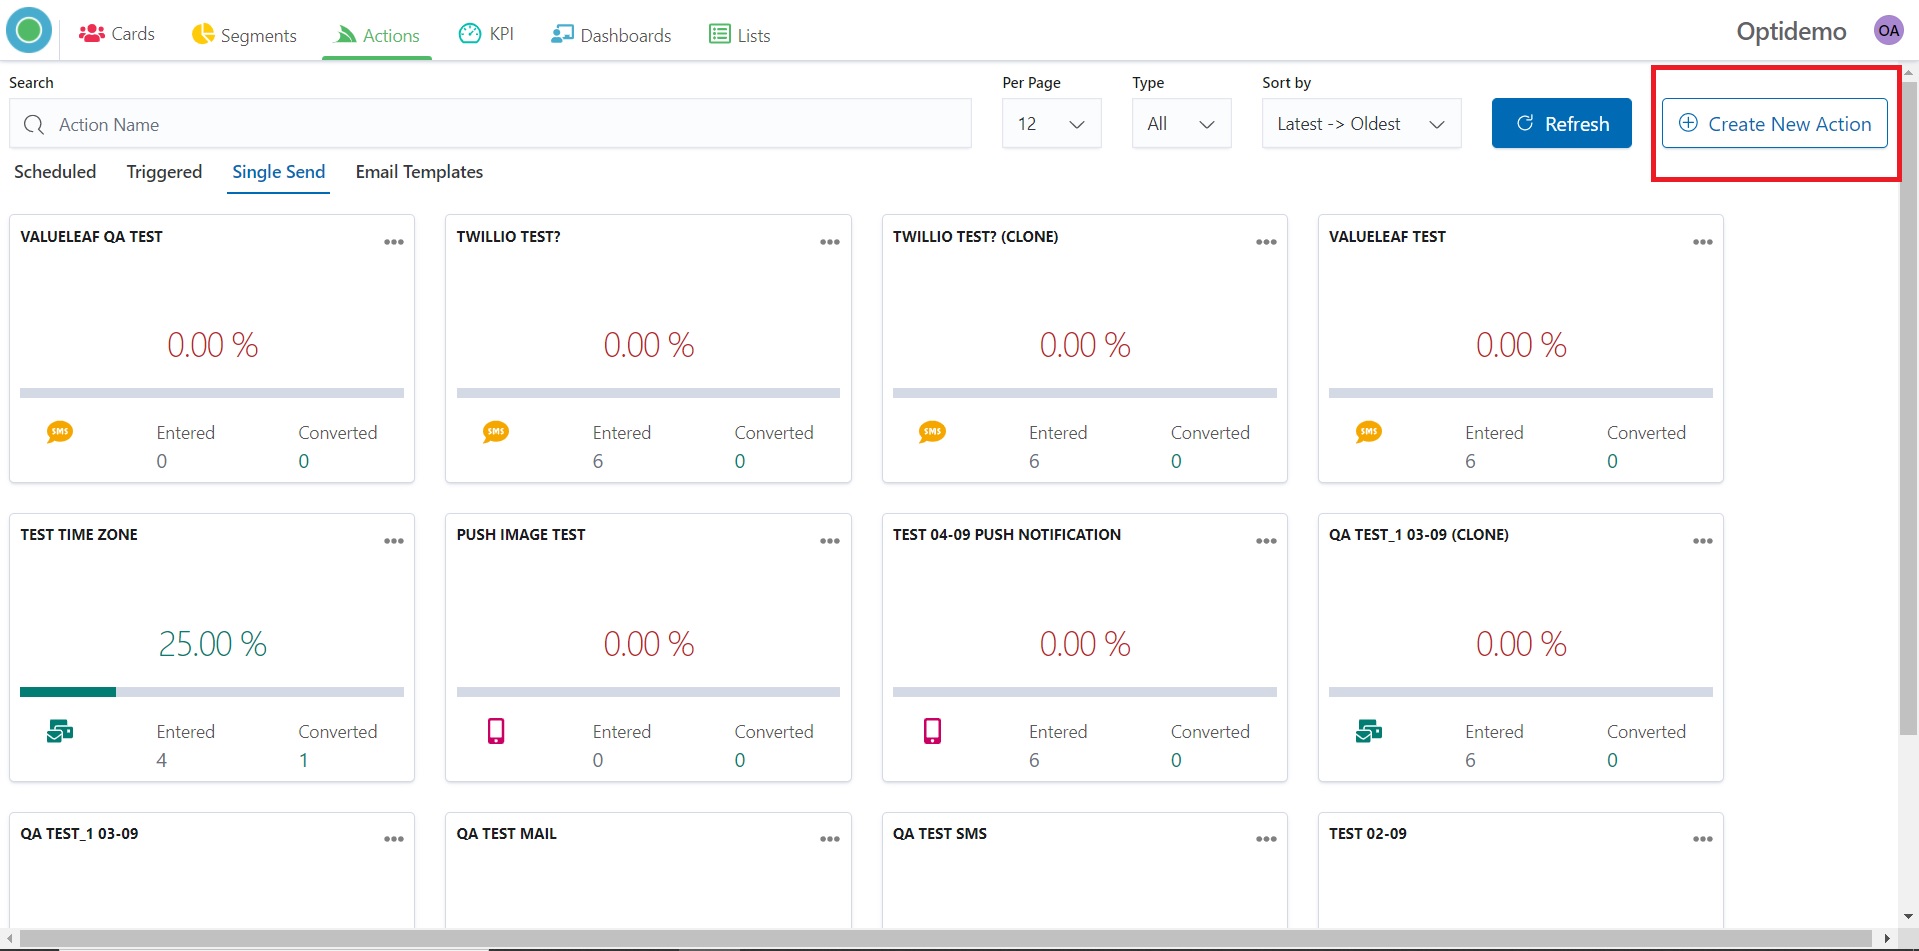 Cards
Segments
Actions
KPI
Dashboards
Lists
Optidemo
OA
Search
Action Name
Per Page
12
Type
All
Sort by
Latest -> Oldest
Refresh
Create New Action
Scheduled
Triggered
Single Send
Email Templates
VALUELEAF QA TEST
0.00 %
SMS
Entered
0
Converted
0
TWILLIO TEST?
0.00 %
SMS
Entered
6
Converted
0
TWILLIO TEST? (CLONE)
0.00 %
SMS
Entered
6
Converted
0
VALUELEAF TEST
0.00 %
SMS
Entered
6
Converted
0
TEST TIME ZONE
25.00 %
Entered
4
Converted
1
PUSH IMAGE TEST
0.00 %
Entered
0
Converted
0
TEST 04-09 PUSH NOTIFICATION
0.00 %
Entered
6
Converted
0
QA TEST_1 03-09 (CLONE)
0.00 %
Entered
6
Converted
0
QA TEST_1 03-09
QA TEST MAIL
QA TEST SMS
TEST 02-09